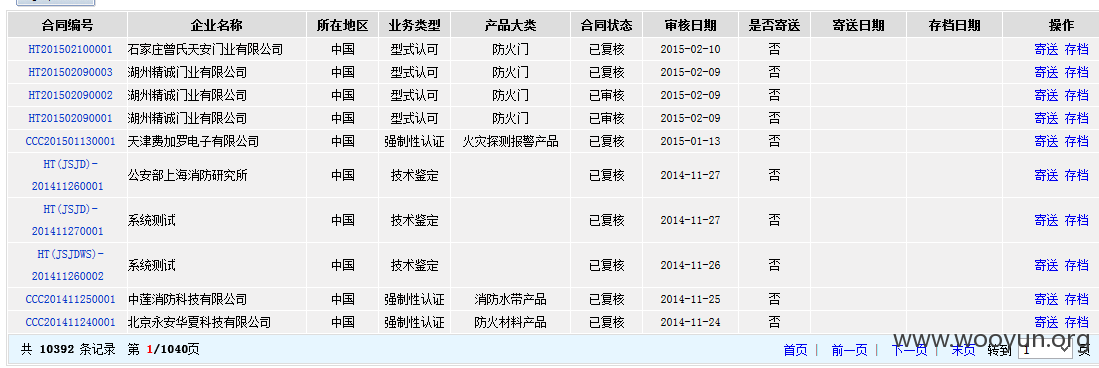 合同编号 企业名称 所在地区 业务类型 产品大类 合同状态 审核日期 是否寄送 寄送日期 存档日期 操作
HT201502100001 石家庄曾氏天安门业有限公司 中国 型式认可 防火门 已复核 2015-02-10 否 寄送 存档
HT201502090003 湖州精诚门业有限公司 中国 型式认可 防火门 已复核 2015-02-09 否 寄送 存档
HT201502090002 湖州精诚门业有限公司 中国 型式认可 防火门 已审核 2015-02-09 否 寄送 存档
HT201502090001 湖州精诚门业有限公司 中国 型式认可 防火门 已审核 2015-02-09 否 寄送 存档
CCC201501130001 天津费加罗电子有限公司 中国 强制性认证 火灾探测报警产品 已复核 2015-01-13 否 寄送 存档
HT(JSJD)-
201411260001 公安部上海消防研究所 中国 技术鉴定 已复核 2014-11-27 否 寄送 存档
HT(JSJD)-
201411270001 系统测试 中国 技术鉴定 已复核 2014-11-27 否 寄送 存档
HT(JSJDWS)-
201411260002 系统测试 中国 技术鉴定 已复核 2014-11-26 否 寄送 存档
CCC201411250001 中莲消防科技有限公司 中国 强制性认证 消防水带产品 已复核 2014-11-25 否 寄送 存档
CCC201411240001 北京永安华夏科技有限公司 中国 强制性认证 防火材料产品 已复核 2014-11-24 否 寄送 存档
共 10392 条记录 第 1/1040页 首页 | 前一页 | 下一页 | 末页 转到 1 页
www.wooyun.org